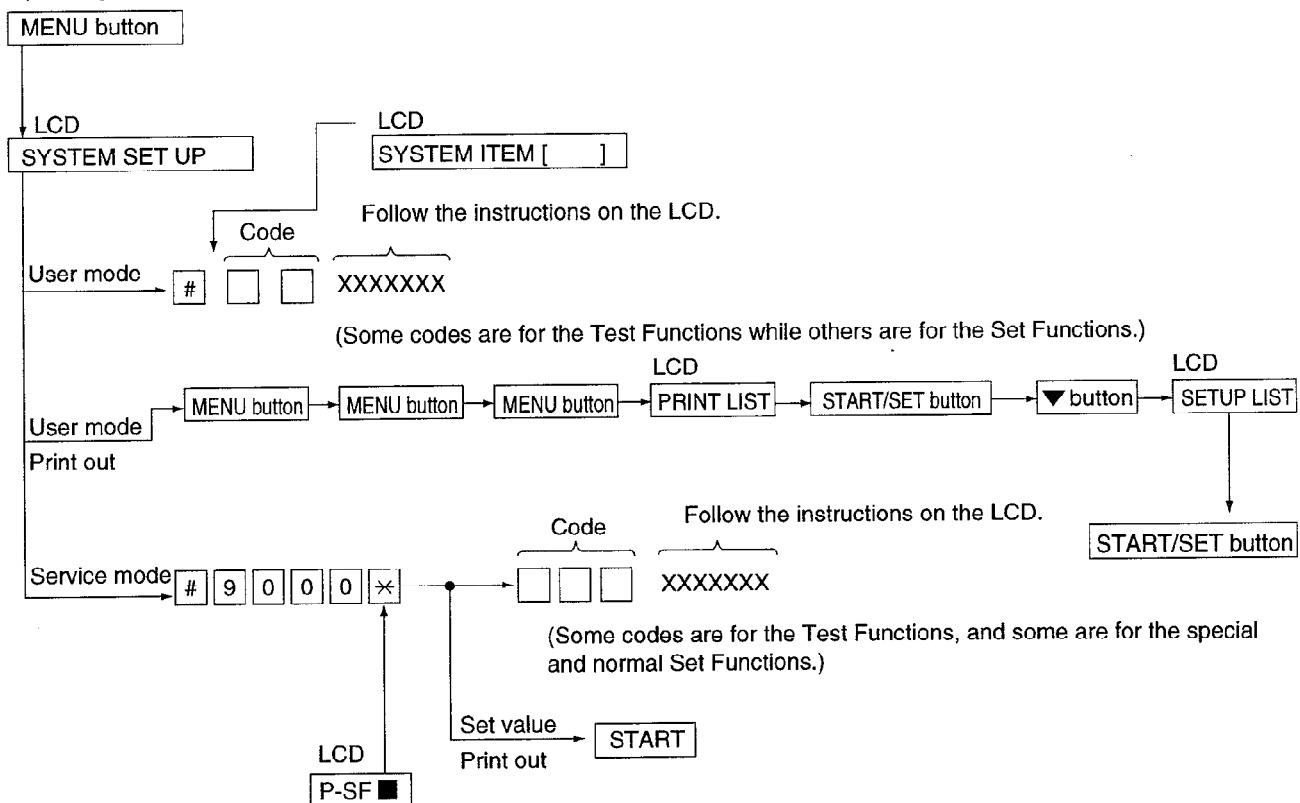 MENU button
LCD
SYSTEM SET UP
LCD
SYSTEM ITEM [ ]
Follow the instructions on the LCD.
Code
User mode
# XXXXXXX
(Some codes are for the Test Functions while others are for the Set Functions.)
LCD
LCD
MENU button
MENU button
MENU button
PRINT LIST
START/SET button
▼ button
SETUP LIST
User mode
Print out
START/SET button
Code
Follow the instructions on the LCD.
Service mode
# 9 0 0 0 *
XXXXXXX
(Some codes are for the Test Functions, and some are for the special
and normal Set Functions.)
Set value
Print out
START
LCD
P-SF ■